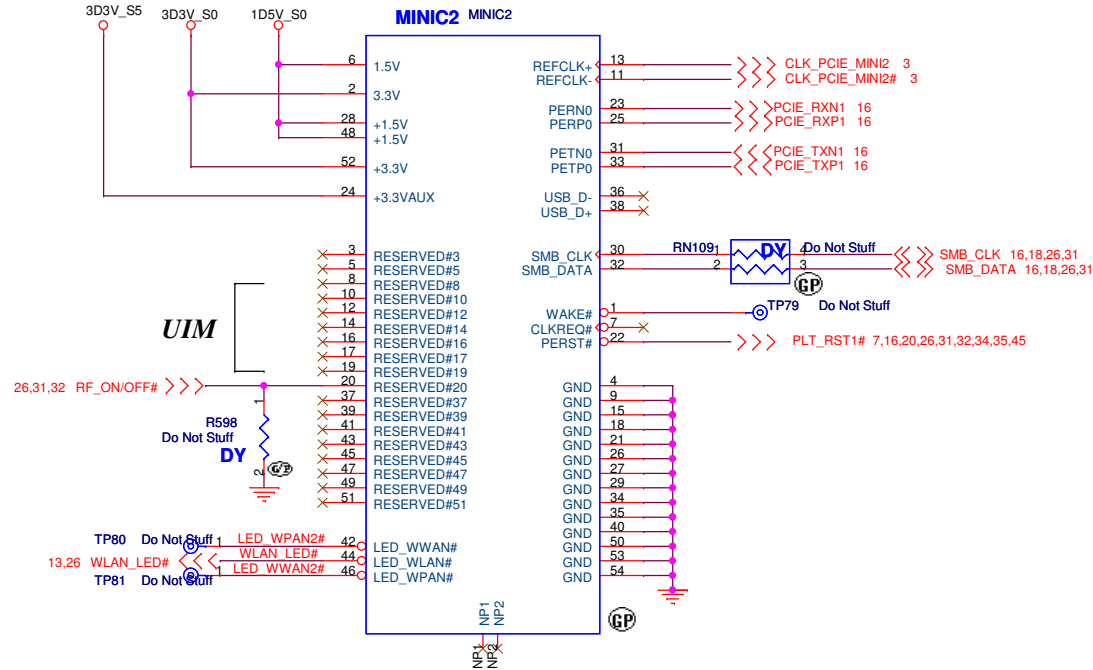 3D3V_S5 3D3V_S0 1D5V_S0
MINIC2 MINIC2
6 1.5V
2 3.3V
28 +1.5V
48 +1.5V
52 +3.3V
24 +3.3VAUX
3 RESERVED#3
5 RESERVED#5
8 RESERVED#8
10 RESERVED#10
12 RESERVED#12
14 RESERVED#14
16 RESERVED#16
17 RESERVED#17
19 RESERVED#19
UIM
26,31,32 RF_ON/OFF# 20 RESERVED#20
37 RESERVED#37
39 RESERVED#39
41 RESERVED#41
43 RESERVED#43
45 RESERVED#45
47 RESERVED#47
49 RESERVED#49
51 RESERVED#51
1
R598
Do Not Stuff
DY
2 G/P
TP80 Do Not Stuff 1 LED_WPAN2# 42 LED_WWAN#
13,26 WLAN_LED# WLAN_LED# 44 LED_WLAN#
TP81 Do Not Stuff 1 LED_WWAN2# 46 LED_WPAN#
REFCLK+ 13 CLK_PCIE_MINI2 3
REFCLK- 11 CLK_PCIE_MINI2# 3
PERN0 23 PCIE_RXN1 16
PERP0 25 PCIE_RXP1 16
PETN0 31 PCIE_TXN1 16
PETP0 33 PCIE_TXP1 16
USB_D- 36
USB_D+ 38
SMB_CLK 30 RN109 1 DY 4 Do Not Stuff SMB_CLK 16,18,26,31
SMB_DATA 32 2 3 SMB_DATA 16,18,26,31
GP
WAKE# 1 TP79 Do Not Stuff
CLKREQ# 7
PERST# 22 PLT_RST1# 7,16,20,26,31,32,34,35,45
GND 4
GND 9
GND 15
GND 18
GND 21
GND 26
GND 27
GND 29
GND 34
GND 35
GND 40
GND 50
GND 53
GND 54
NP1 NP2
NP1 NP2
GP